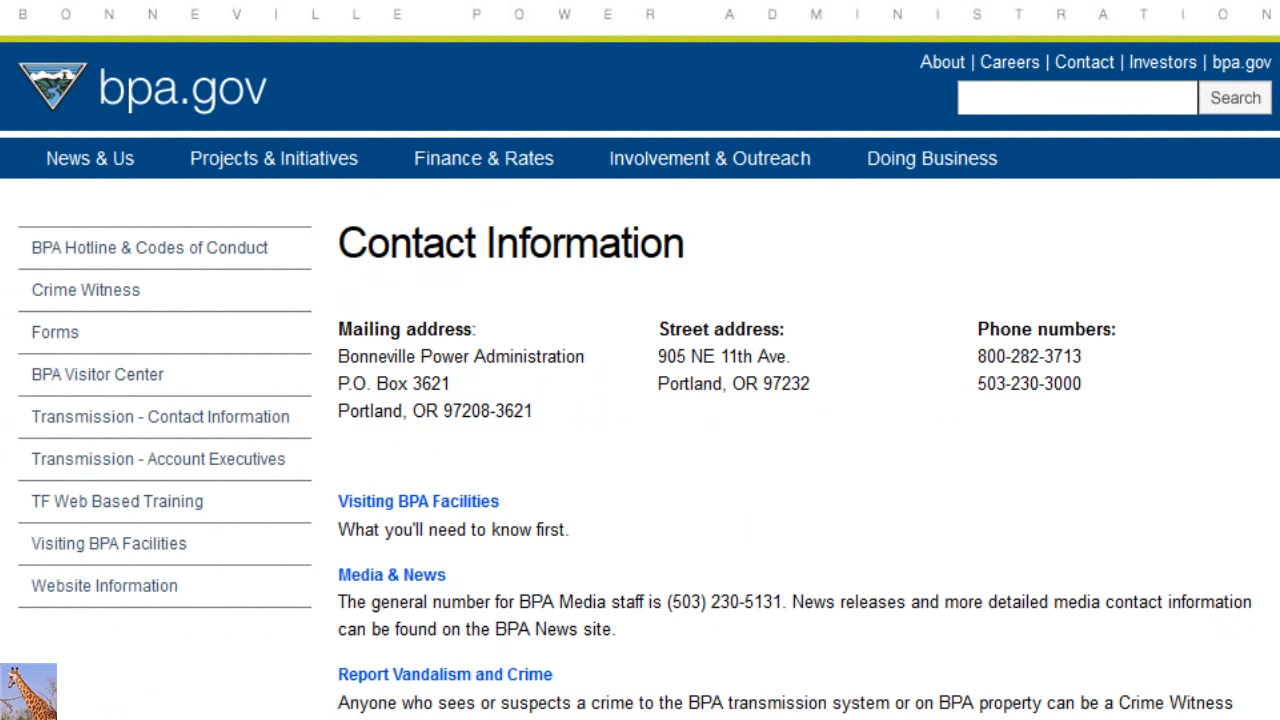 BONNEVILLE POWER ADMINISTRATION
About | Careers | Contact | Investors | bpa.gov
bpa.gov
Search
News & Us Projects & Initiatives Finance & Rates Involvement & Outreach Doing Business
BPA Hotline & Codes of Conduct
Crime Witness
Forms
BPA Visitor Center
Transmission - Contact Information
Transmission - Account Executives
TF Web Based Training
Visiting BPA Facilities
Website Information
Contact Information
Mailing address:
Bonneville Power Administration
P.O. Box 3621
Portland, OR 97208-3621
Street address:
905 NE 11th Ave.
Portland, OR 97232
Phone numbers:
800-282-3713
503-230-3000
Visiting BPA Facilities
What you'll need to know first.
Media & News
The general number for BPA Media staff is (503) 230-5131. News releases and more detailed media contact information
can be found on the BPA News site.
Report Vandalism and Crime
Anyone who sees or suspects a crime to the BPA transmission system or on BPA property can be a Crime Witness